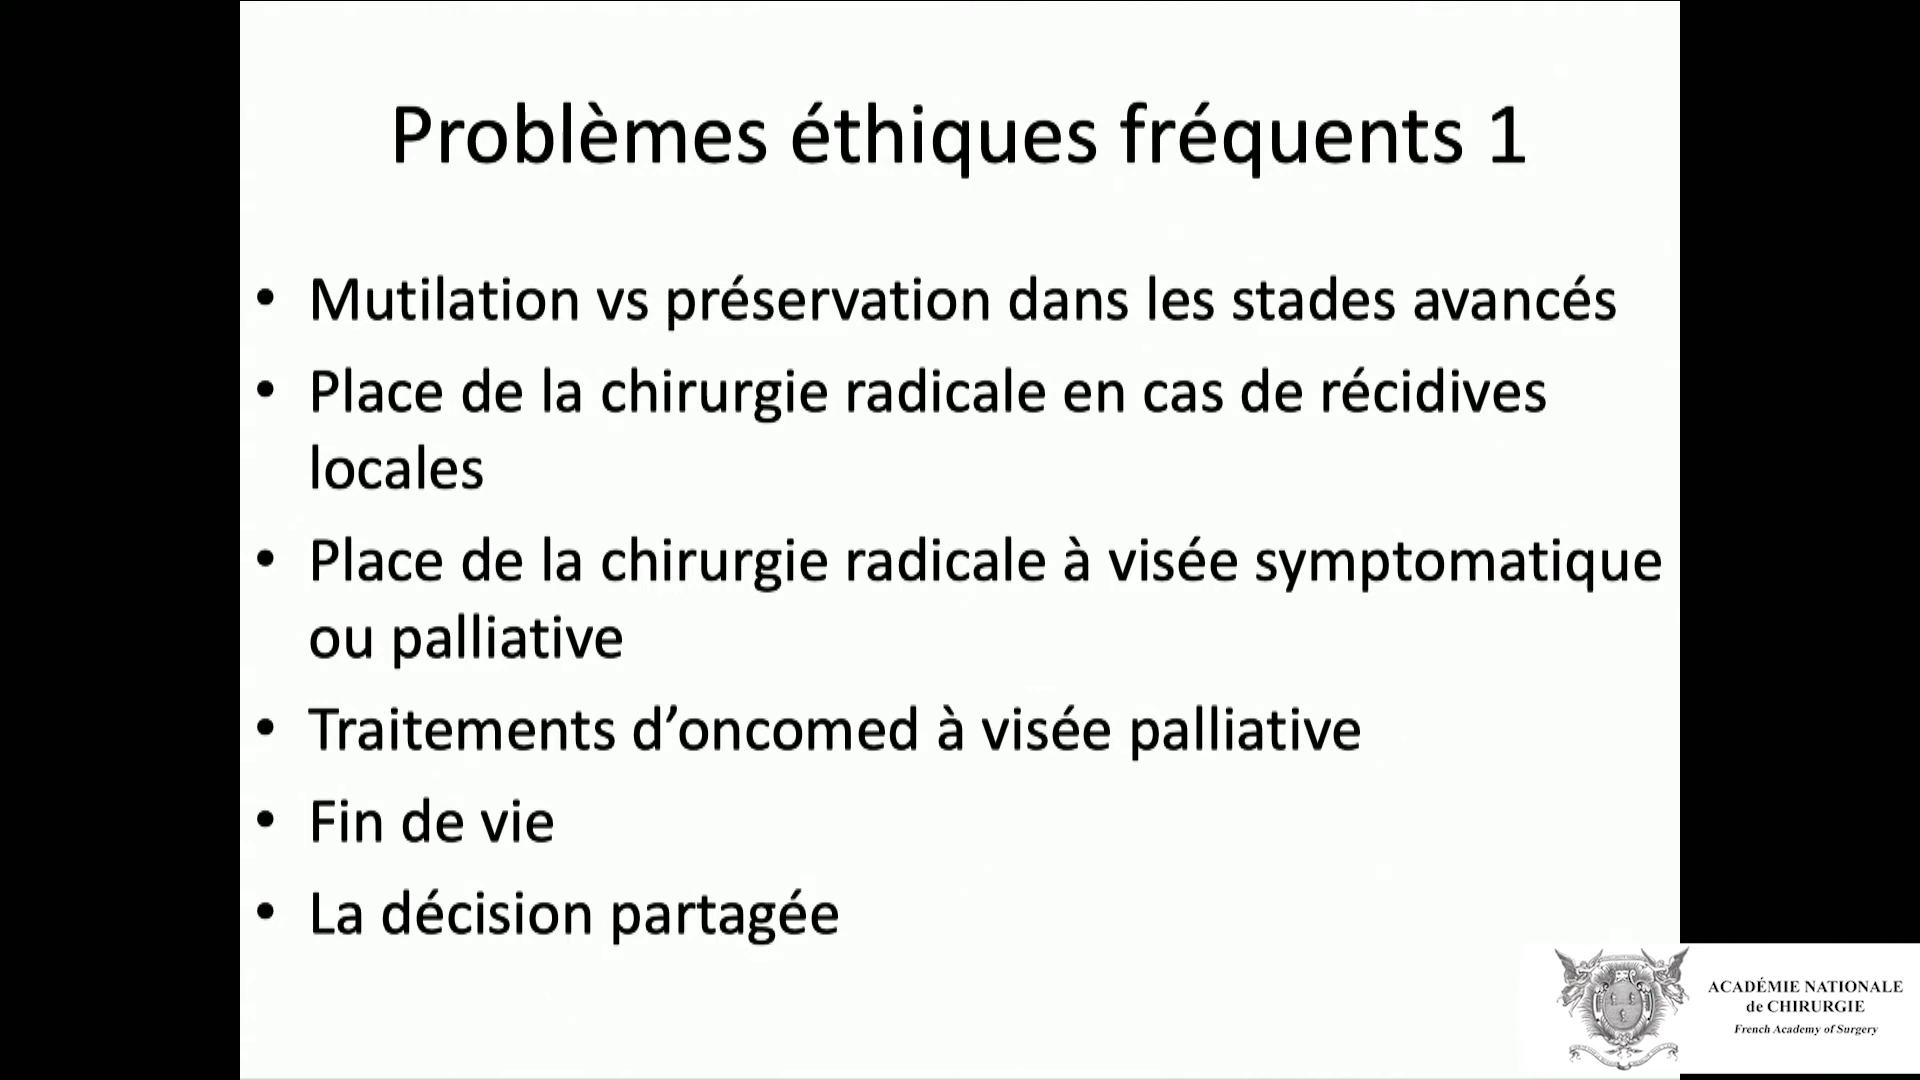 Problèmes éthiques fréquents 1
• Mutilation vs préservation dans les stades avancés
• Place de la chirurgie radicale en cas de récidives
locales
• Place de la chirurgie radicale à visée symptomatique
ou palliative
• Traitements d’oncomed à visée palliative
• Fin de vie
• La décision partagée
ACADÉMIE NATIONALE
de CHIRURGIE
French Academy of Surgery